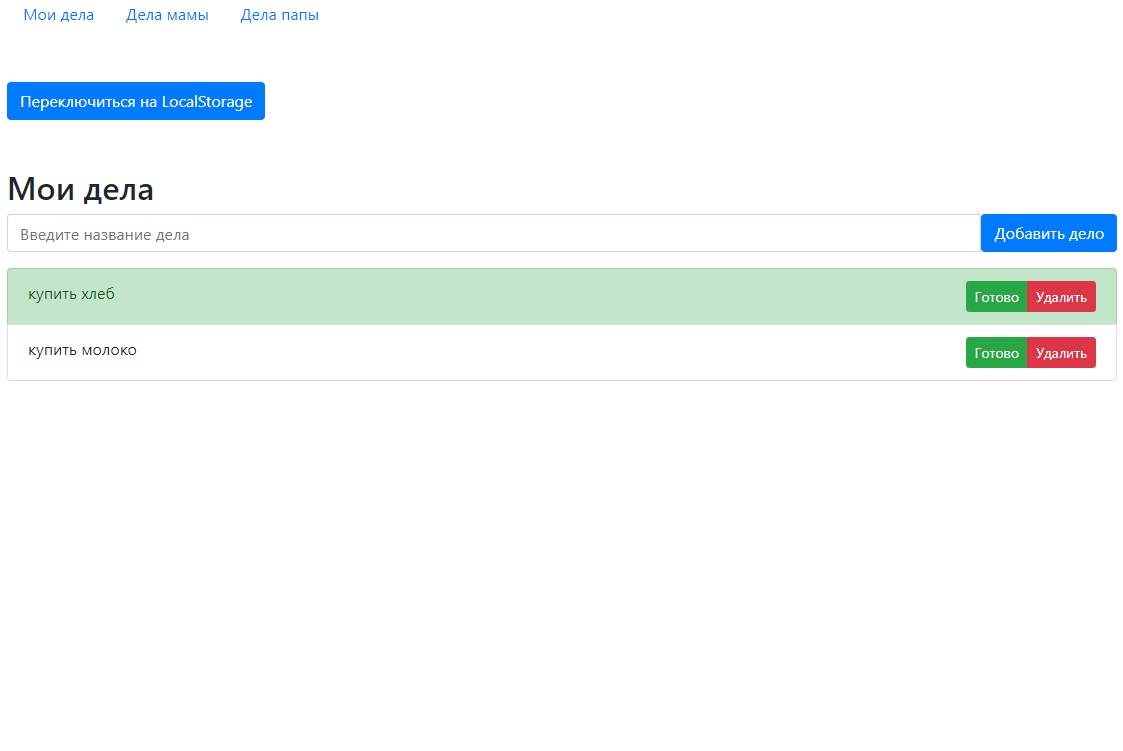 Мои дела Дела мамы Дела папы
Переключиться на LocalStorage
Мои дела
Введите название дела Добавить дело
купить хлеб Готово Удалить
купить молоко Готово Удалить